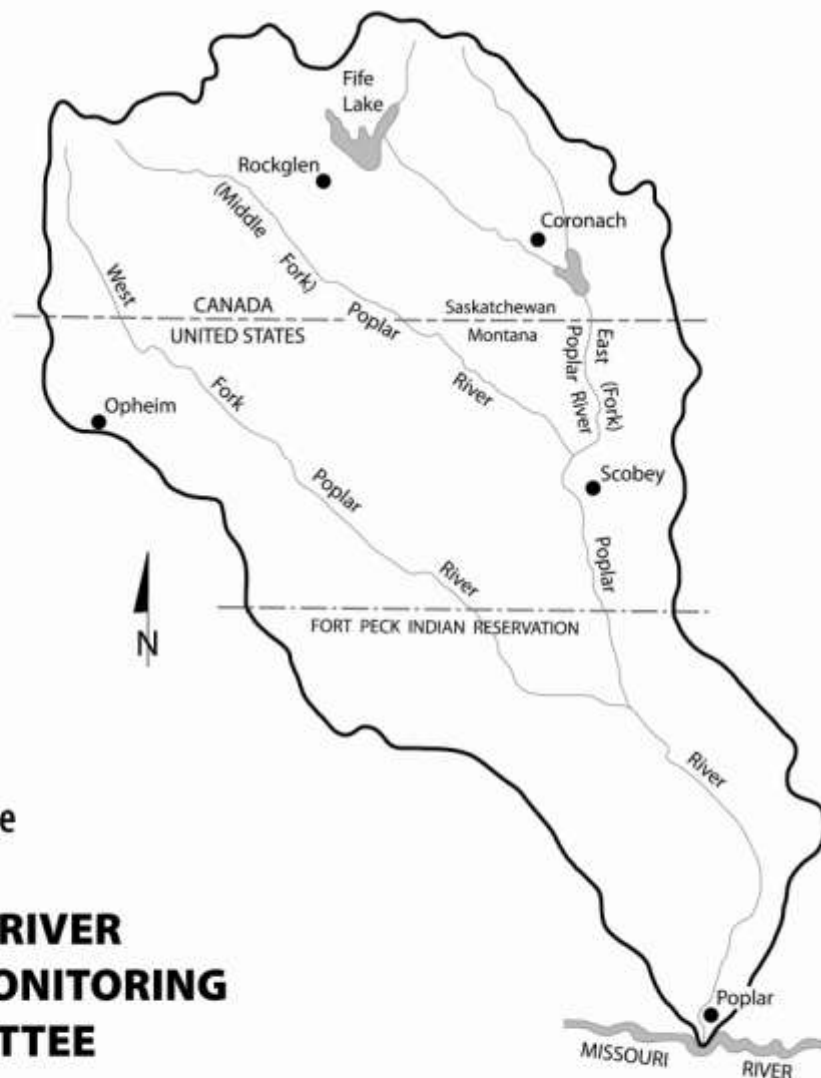 Fife
Lake
Rockglen
Coronach
(Middle
Fork)
Poplar
River
West
Fork
Poplar
River
CANADA
UNITED STATES
Saskatchewan
Montana
East (Fork)
Poplar River
Opheim
Scobey
Poplar
River
N
FORT PECK INDIAN RESERVATION
e
RIVER
ONITORING
TTEE
Poplar
MISSOURI
RIVER